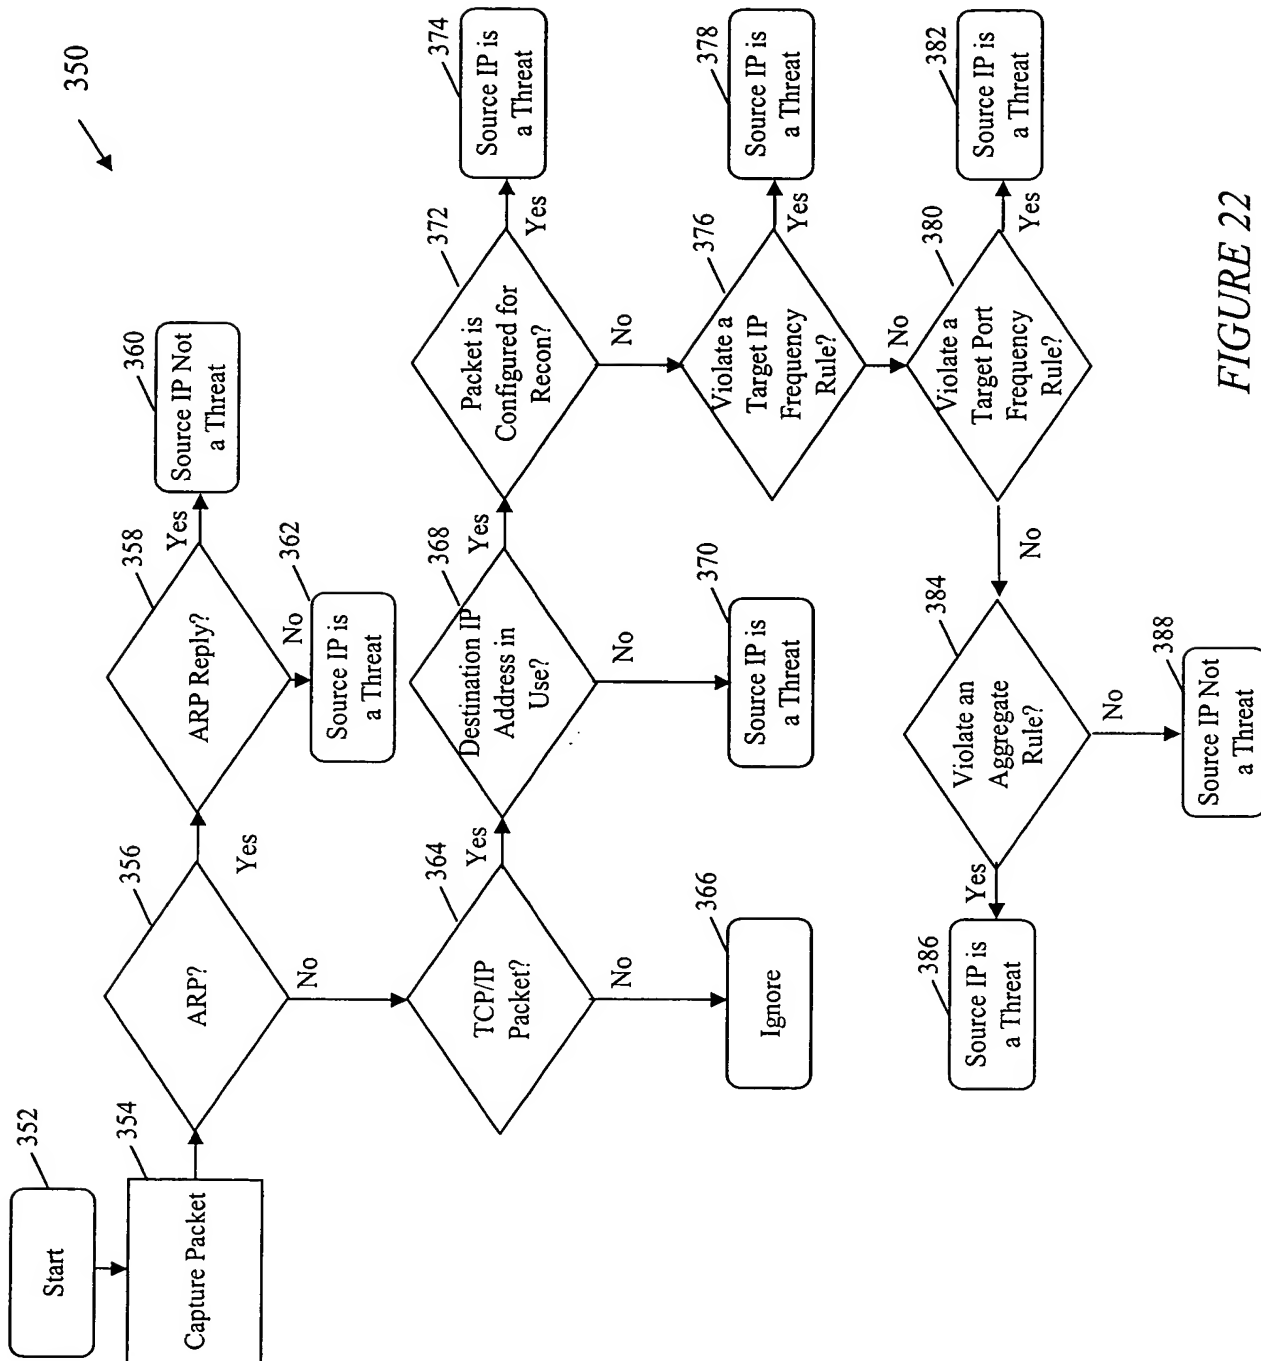 350
352
Start
354
Capture Packet
356
ARP?
Yes
No
358
ARP Reply?
Yes
No
360
Source IP Not
a Threat
362
Source IP is
a Threat
364
TCP/IP
Packet?
Yes
No
366
Ignore
368
Destination IP
Address in
Use?
Yes
No
370
Source IP is
a Threat
372
Packet is
Configured for
Recon?
Yes
No
374
Source IP is
a Threat
376
Violate a
Target IP
Frequency
Rule?
Yes
No
378
Source IP is
a Threat
380
Violate a
Target Port
Frequency
Rule?
Yes
No
382
Source IP is
a Threat
384
Violate an
Aggregate
Rule?
Yes
No
386
Source IP is
a Threat
388
Source IP Not
a Threat
FIGURE 22